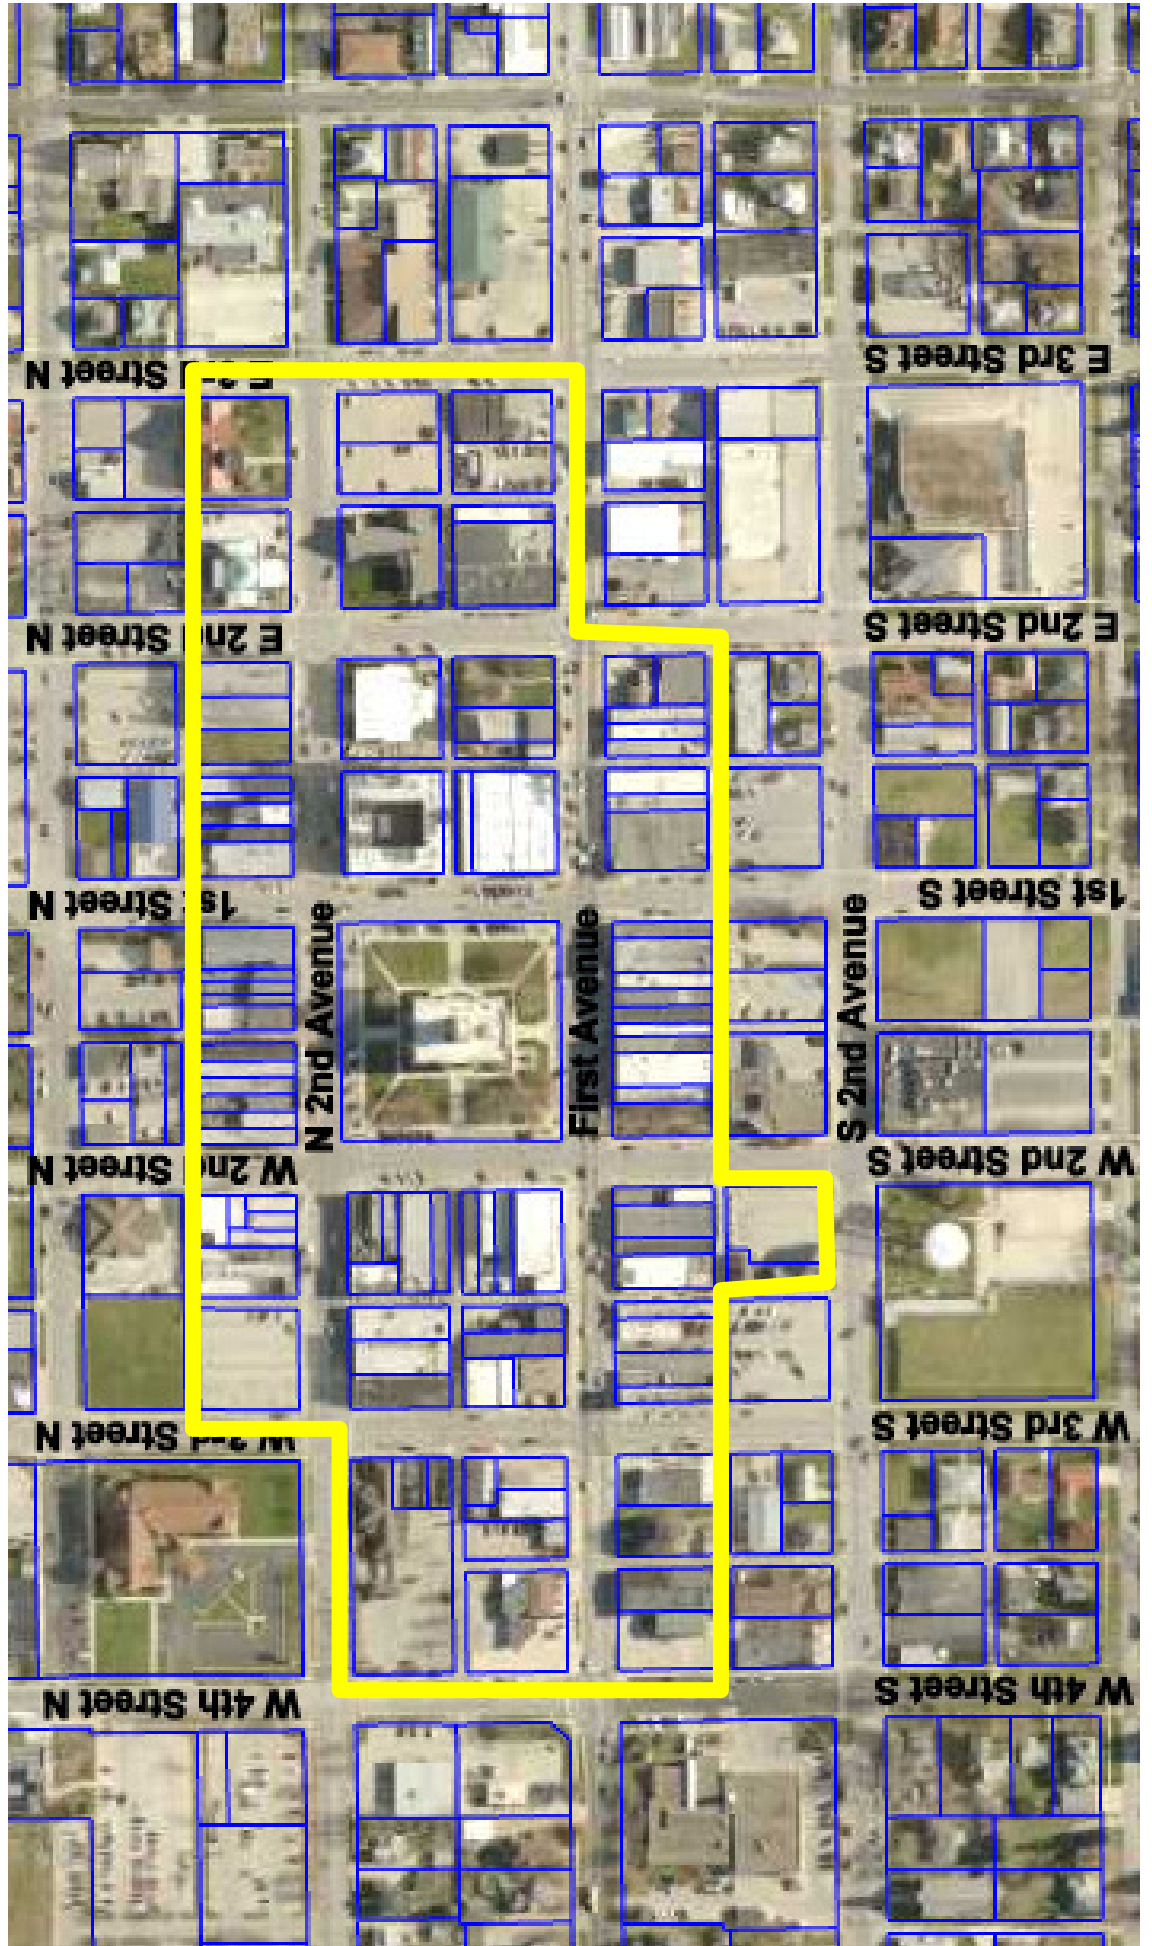 E 3rd Street N
E 3rd Street S
E 2nd Street N
E 2nd Street S
1st Street N
1st Street S
N 2nd Avenue
First Avenue
S 2nd Avenue
W 2nd Street N
W 2nd Street S
W 3rd Street N
W 3rd Street S
W 4th Street N
W 4th Street S